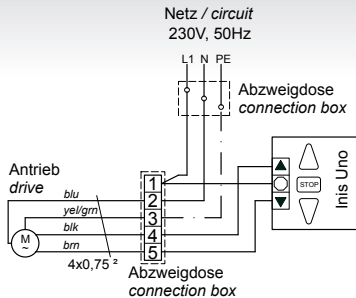 Netz / circuit
230V, 50Hz
L1 N PE
Abzweigdose
connection box
Antrieb
drive
blu
yel/grn
blk
brn
M
~
4x0,75 ²
1
2
3
4
5
Abzweigdose
connection box
STOP
Inis Uno